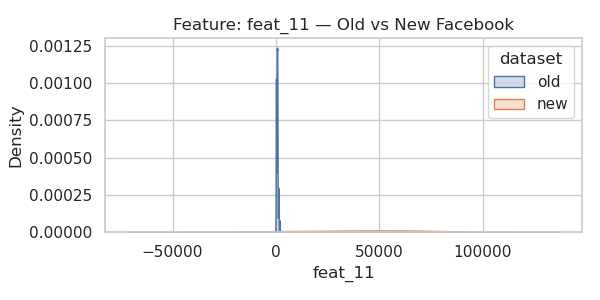 Feature: feat_11 — Old vs New Facebook
dataset
old
new
Density
0.00125
0.00100
0.00075
0.00050
0.00025
0.00000
−50000 0 50000 100000
feat_11